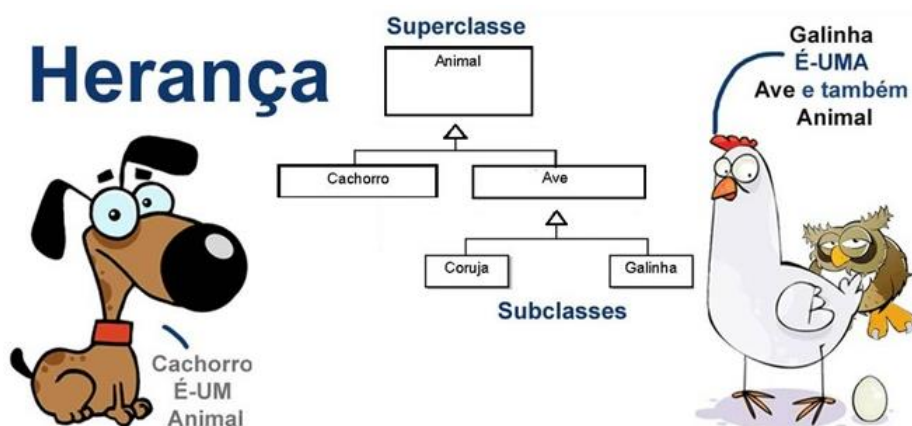 Herança
Superclasse
Animal
Cachorro
Ave
Coruja
Galinha
Subclasses
Cachorro
É-UM
Animal
Galinha
É-UMA
Ave e também
Animal